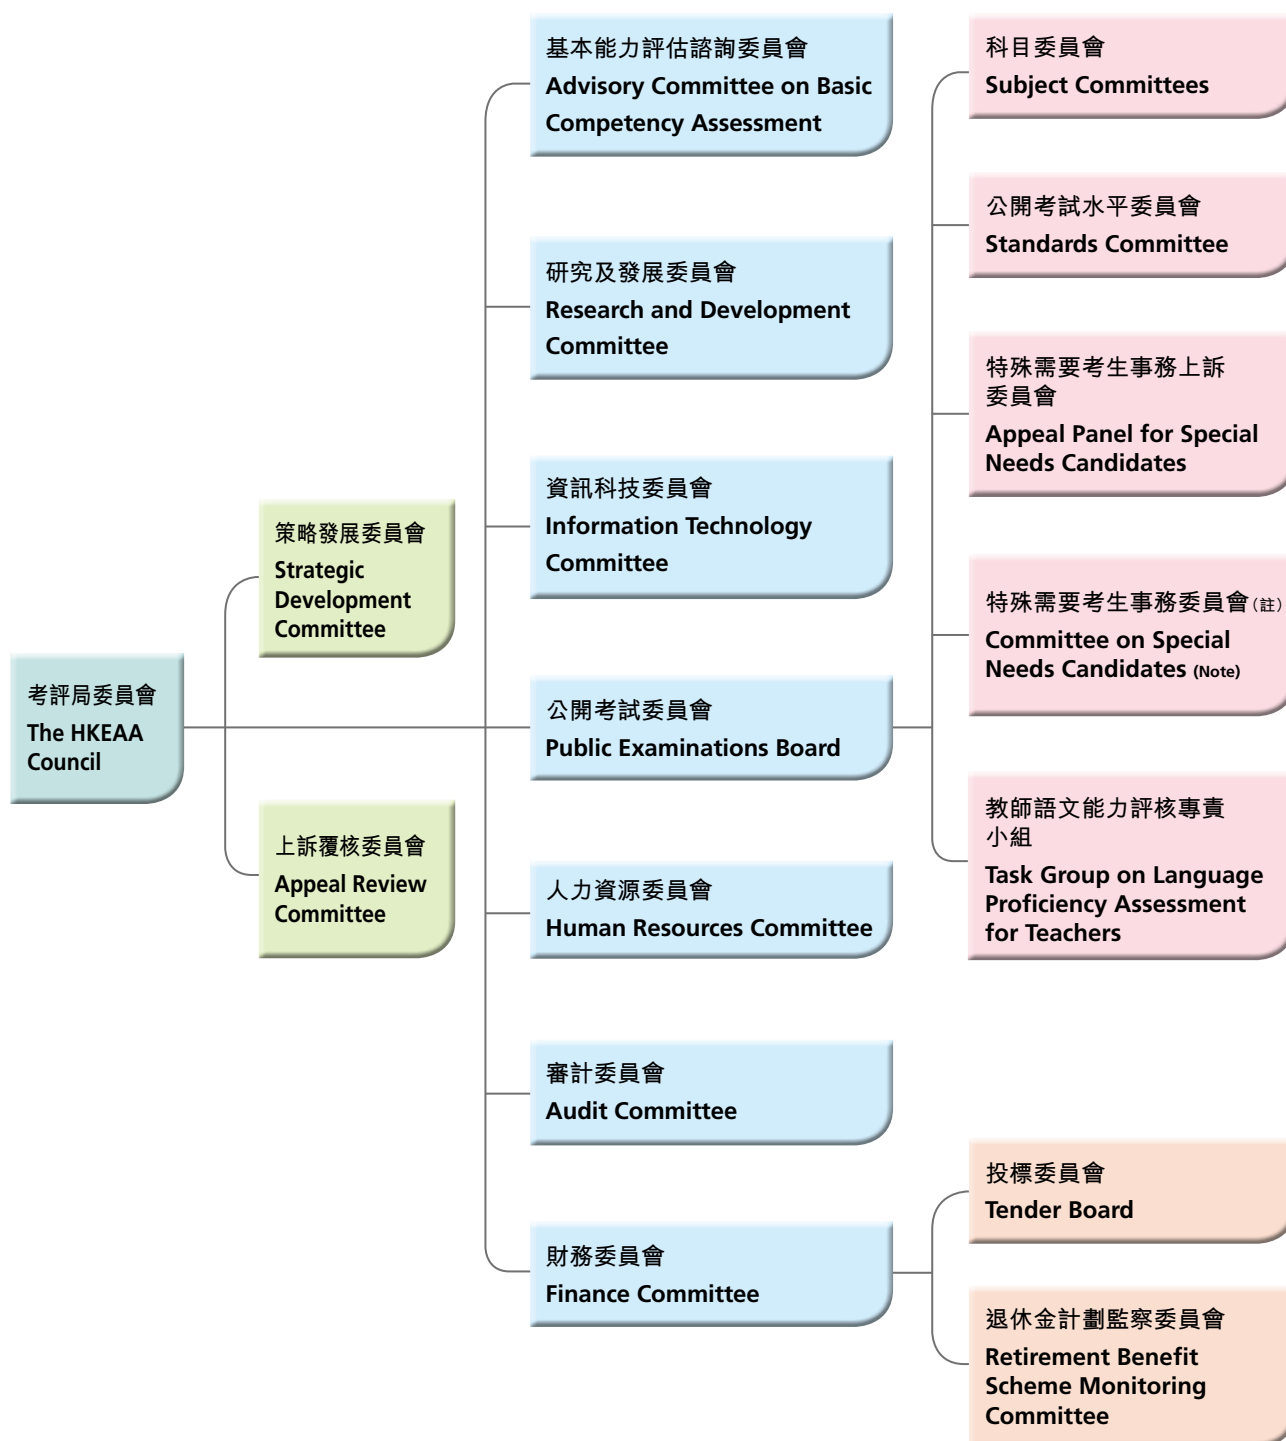 考評局委員會
The HKEAA
Council
策略發展委員會
Strategic
Development
Committee
上訴覆核委員會
Appeal Review
Committee
基本能力評估諮詢委員會
Advisory Committee on Basic
Competency Assessment
研究及發展委員會
Research and Development
Committee
資訊科技委員會
Information Technology
Committee
公開考試委員會
Public Examinations Board
人力資源委員會
Human Resources Committee
審計委員會
Audit Committee
財務委員會
Finance Committee
科目委員會
Subject Committees
公開考試水平委員會
Standards Committee
特殊需要考生事務上訴
委員會
Appeal Panel for Special
Needs Candidates
特殊需要考生事務委員會(註)
Committee on Special
Needs Candidates (Note)
教師語文能力評核專責
小組
Task Group on Language
Proficiency Assessment
for Teachers
投標委員會
Tender Board
退休金計劃監察委員會
Retirement Benefit
Scheme Monitoring
Committee